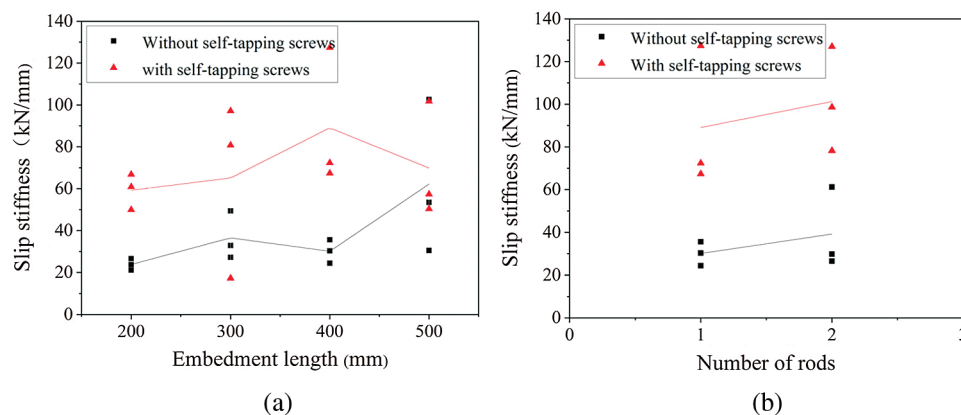 140
120
100
80
60
40
20
0
Slip stiffness（kN/mm）
Without self-tapping screws
with self-tapping screws
200 300 400 500
Embedment length (mm)
(a)
140
120
100
80
60
40
20
0
Slip stiffness (kN/mm)
Without self-tapping screws
With self-tapping screws
0 1 2 3
Number of rods
(b)